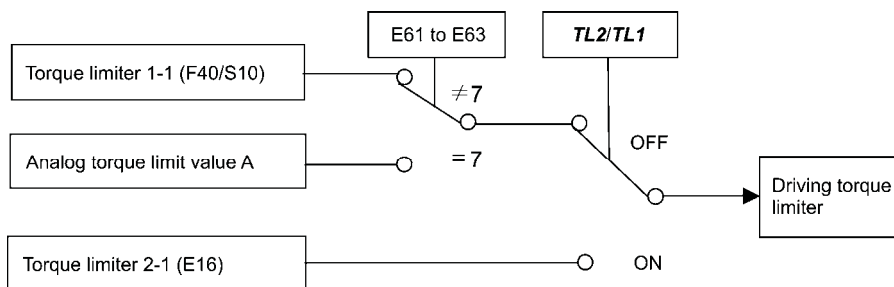 E61 to E63
TL2/TL1
Torque limiter 1-1 (F40/S10)
≠7
OFF
Analog torque limit value A
=7
Driving torque
limiter
Torque limiter 2-1 (E16)
ON